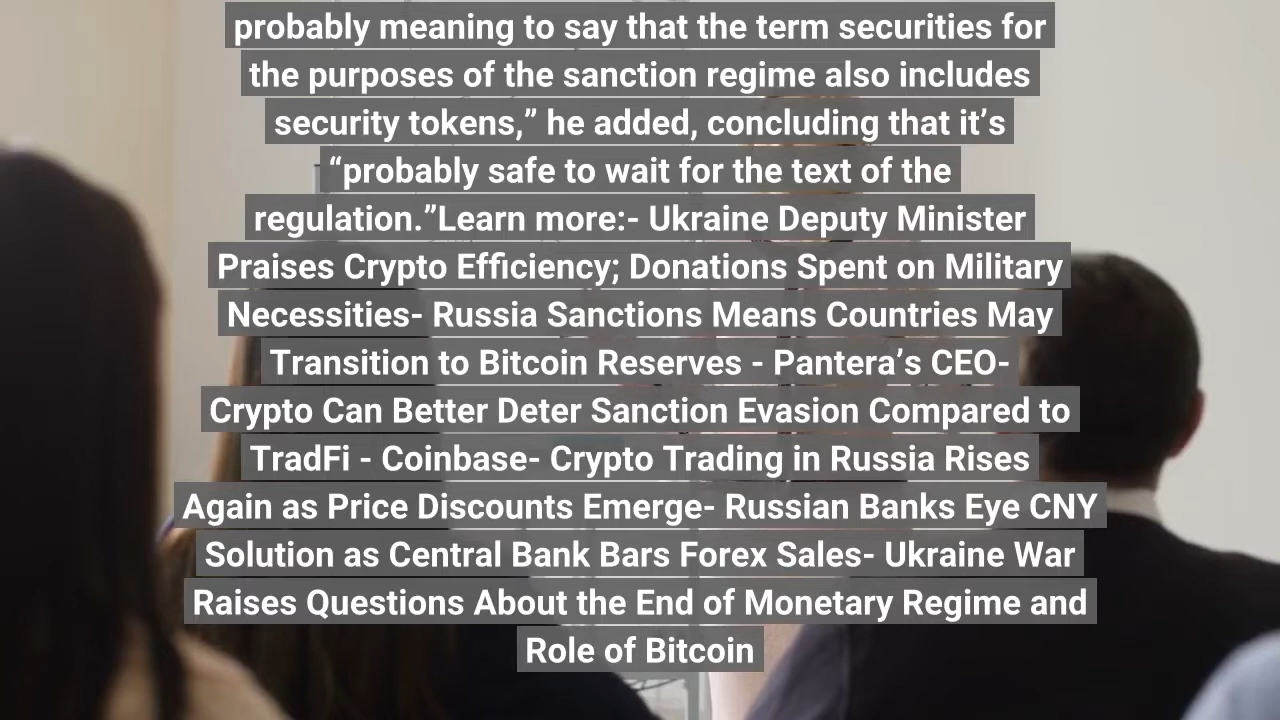 probably meaning to say that the term securities for
the purposes of the sanction regime also includes
security tokens,” he added, concluding that it’s
“probably safe to wait for the text of the
regulation.”Learn more:- Ukraine Deputy Minister
Praises Crypto Efficiency; Donations Spent on Military
Necessities- Russia Sanctions Means Countries May
Transition to Bitcoin Reserves - Pantera’s CEO-
Crypto Can Better Deter Sanction Evasion Compared to
TradFi - Coinbase- Crypto Trading in Russia Rises
Again as Price Discounts Emerge- Russian Banks Eye CNY
Solution as Central Bank Bars Forex Sales- Ukraine War
Raises Questions About the End of Monetary Regime and
Role of Bitcoin